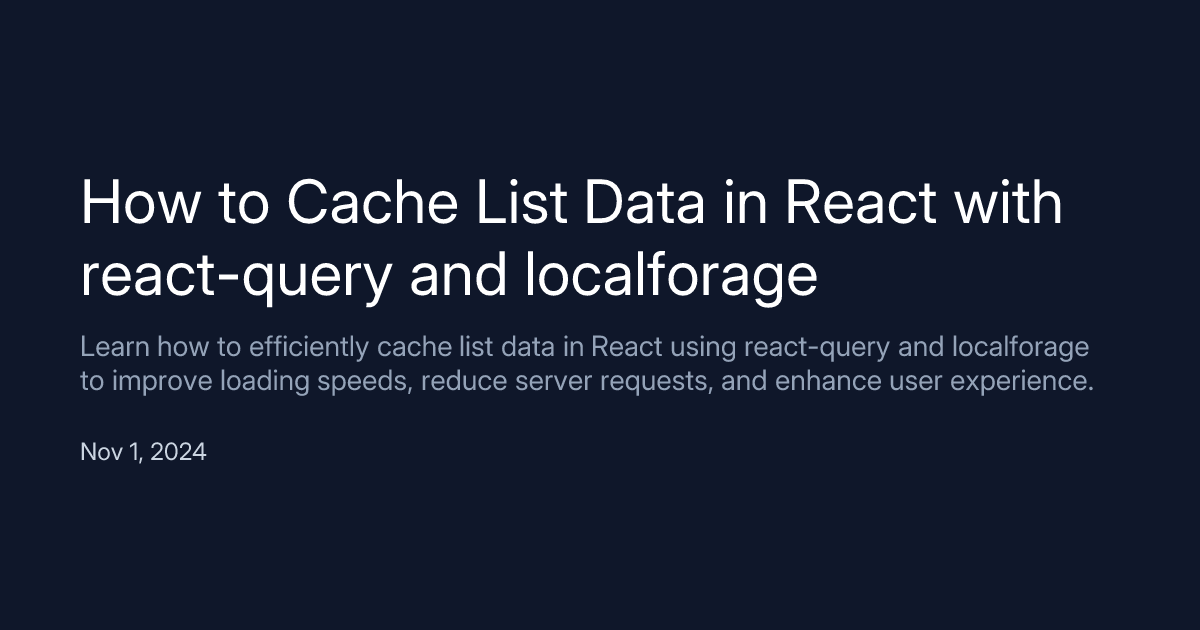 How to Cache List Data in React with
react-query and localforage
Learn how to efficiently cache list data in React using react-query and localforage
to improve loading speeds, reduce server requests, and enhance user experience.
Nov 1, 2024